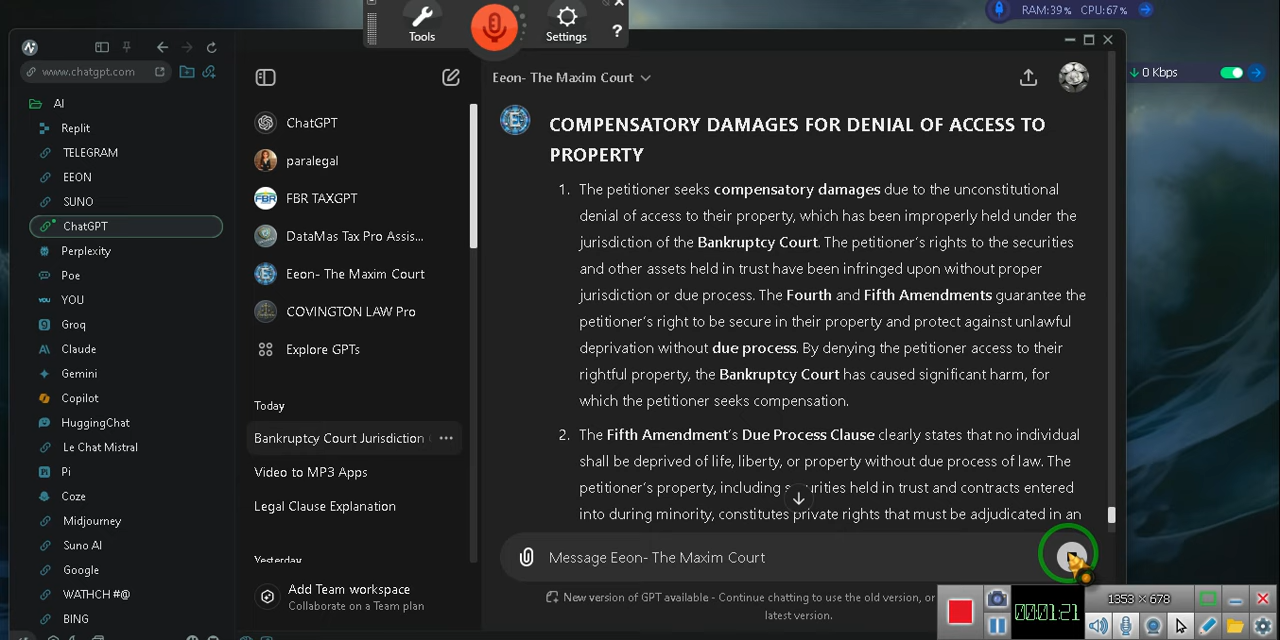 RAM:39% CPU:67%
Tools
Settings
?
www.chatgpt.com
Eeon- The Maxim Court
0 Kbps
AI
Replit
TELEGRAM
EEON
SUNO
ChatGPT
Perplexity
Poe
YOU
Groq
Claude
Gemini
Copilot
HuggingChat
Le Chat Mistral
Pi
Coze
Midjourney
Suno AI
Google
WATHCH #@
BING
ChatGPT
paralegal
FBR TAXGPT
DataMas Tax Pro Assis...
Eeon- The Maxim Court
COVINGTON LAW Pro
Explore GPTs
Today
Bankruptcy Court Jurisdiction
Video to MP3 Apps
Legal Clause Explanation
Yesterday
Add Team workspace
Collaborate on a Team plan
COMPENSATORY DAMAGES FOR DENIAL OF ACCESS TO
PROPERTY
1. The petitioner seeks compensatory damages due to the unconstitutional
denial of access to their property, which has been improperly held under the
jurisdiction of the Bankruptcy Court. The petitioner's rights to the securities
and other assets held in trust have been infringed upon without proper
jurisdiction or due process. The Fourth and Fifth Amendments guarantee the
petitioner's right to be secure in their property and protect against unlawful
deprivation without due process. By denying the petitioner access to their
rightful property, the Bankruptcy Court has caused significant harm, for
which the petitioner seeks compensation.
2. The Fifth Amendment's Due Process Clause clearly states that no individual
shall be deprived of life, liberty, or property without due process of law. The
petitioner's property, including securities held in trust and contracts entered
into during minority, constitutes private rights that must be adjudicated in an
Message Eeon- The Maxim Court
New version of GPT available - Continue chatting to use the old version, or
latest version.
1353 × 678
00:01:21